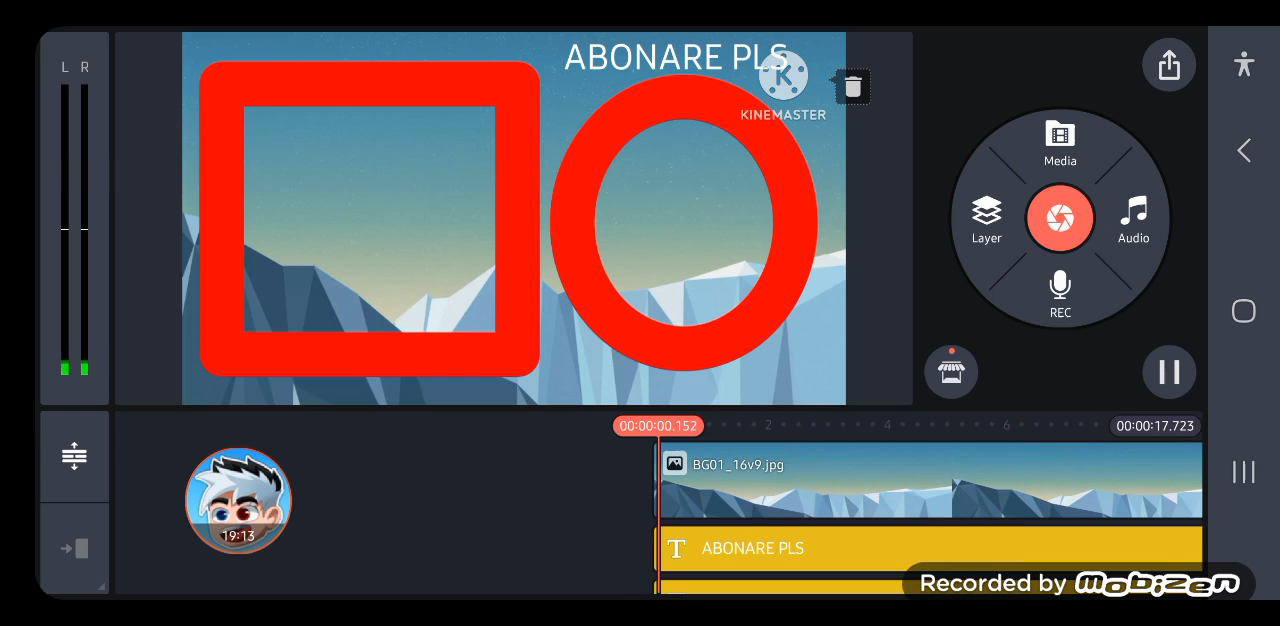 L R
ABONARE PLS
K
KINEMASTER
Media
Layer
Audio
REC
00:00:00.152
2
4
6
00:00:17.723
BG01_16v9.jpg
19:13
T
ABONARE PLS
Recorded by mobizen